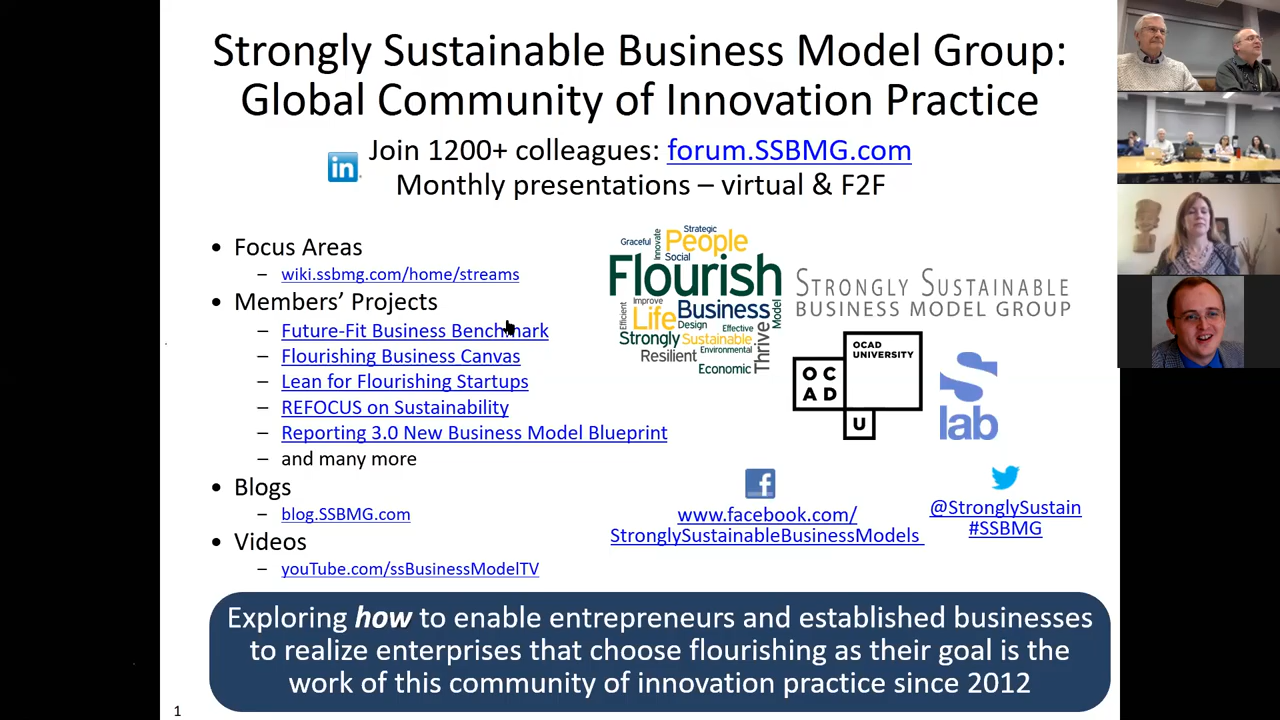 Strongly Sustainable Business Model Group:
Global Community of Innovation Practice
Join 1200+ colleagues: forum.SSBMG.com
in
Monthly presentations – virtual & F2F
• Focus Areas
– wiki.ssbmg.com/home/streams
• Members' Projects
– Future-Fit Business Benchmark
– Flourishing Business Canvas
– Lean for Flourishing Startups
– REFOCUS on Sustainability
– Reporting 3.0 New Business Model Blueprint
– and many more
• Blogs
– blog.SSBMG.com
• Videos
– youTube.com/ssBusinessModelTV
Strategic
Graceful
Innovate
People
Social
Flourish
Efficient
Improve
Business
Model
Life
Design
Effective
Strongly
Sustainable
Thrive
Resilient
Environmental
Economic
STRONGLY SUSTAINABLE
BUSINESS MODEL GROUP
OCAD
UNIVERSITY
OC
AD
U
S
lab
f
www.facebook.com/
StronglySustainableBusinessModels
@StronglySustain
#SSBMG
Exploring how to enable entrepreneurs and established businesses
to realize enterprises that choose flourishing as their goal is the
work of this community of innovation practice since 2012
1